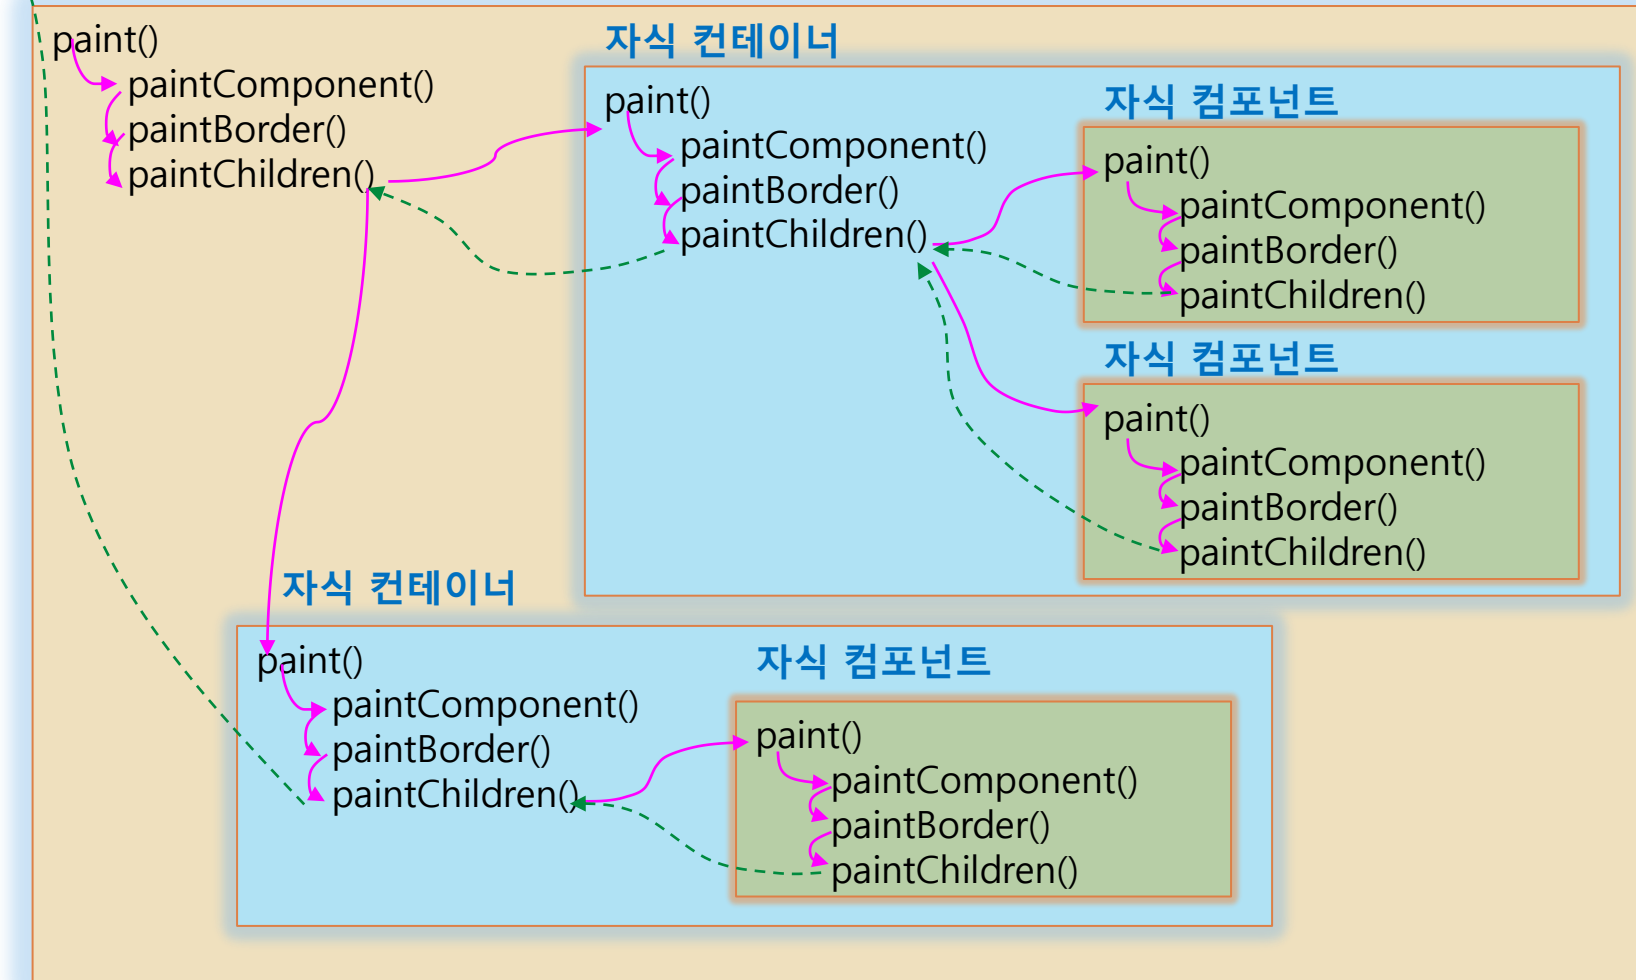 paint()
paintComponent()
paintBorder()
paintChildren()
자식 컨테이너
paint()
paintComponent()
paintBorder()
paintChildren()
자식 컴포넌트
paint()
paintComponent()
paintBorder()
paintChildren()
자식 컴포넌트
paint()
paintComponent()
paintBorder()
paintChildren()
자식 컨테이너
paint()
paintComponent()
paintBorder()
paintChildren()
자식 컴포넌트
paint()
paintComponent()
paintBorder()
paintChildren()